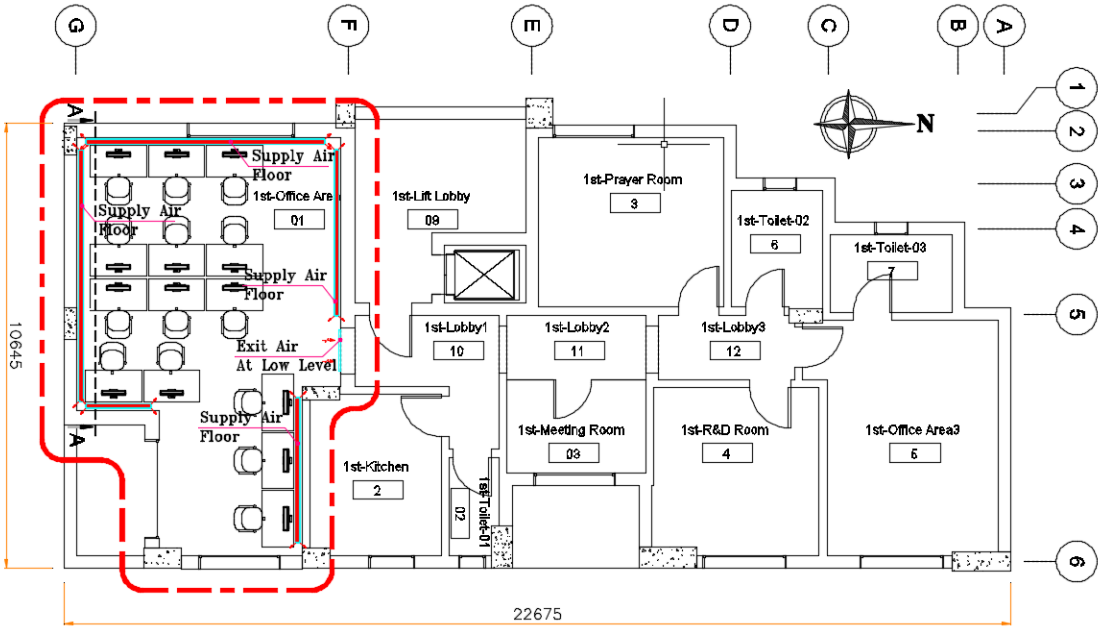 G
F
E
D
C
B
A
1
2
3
4
5
6
N
A
A
Supply Air
Floor
1st-Office Are
01
Supply Air
Floor
Supply Air
Floor
Exit Air
At Low Level
Supply Air
Floor
1st-Lift Lobby
09
1st-Prayer Room
3
1st-Toilet-02
6
1st-Toilet-03
7
1st-Lobby1
10
1st-Lobby2
11
1st-Lobby3
12
1st-Kitchen
2
1st-Toilet-01
02
1st-Meeting Room
03
1st-R&D Room
4
1st-Office Area3
5
10645
22675